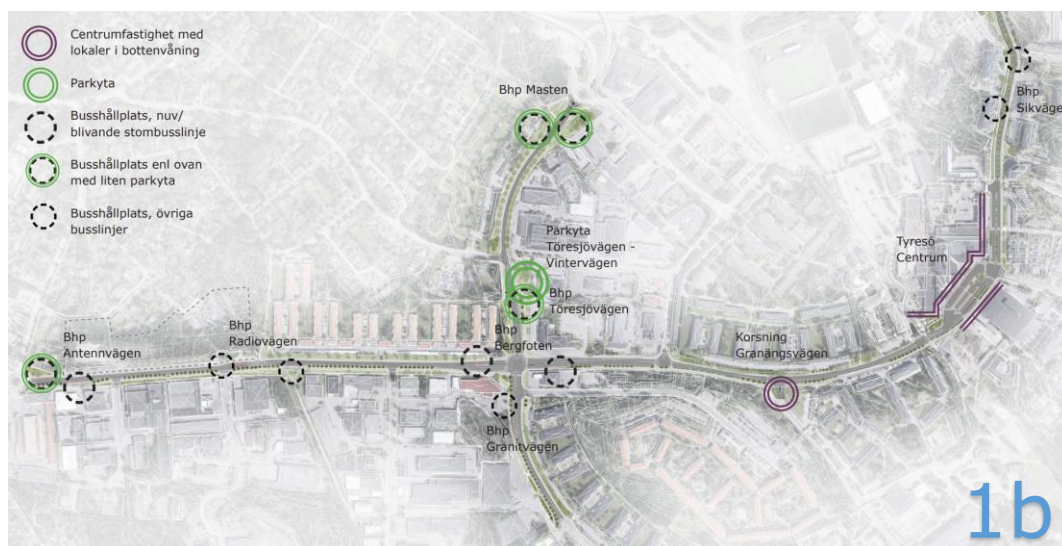 Centrumfastighet med
lokaler i bottenvåning
Parkyta
Busshållplats, nuv/
blivande stombusslinje
Busshållplats enl ovan
med liten parkyta
Busshållplats, övriga
busslinjer
Bhp Masten
Bhp
Sikväge
Parkyta
Töresjövägen -
Vintervägen
Bhp
Töresjövägen
Tyresö
Centrum
Bhp
Antennvägen
Bhp
Radiovägen
Bhp
Bergfoten
Korsning
Granängsvägen
Bhp
Granitvägen
1b